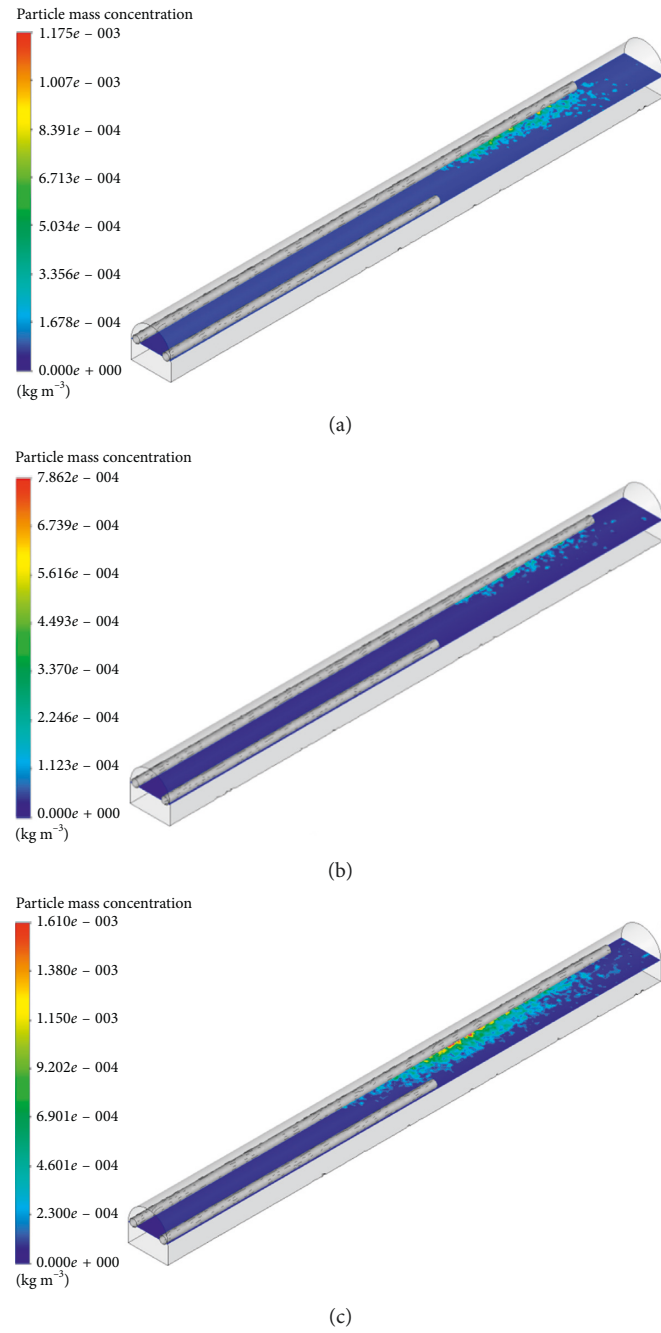 Particle mass concentration
1.175e – 003
1.007e – 003
8.391e – 004
6.713e – 004
5.034e – 004
3.356e – 004
1.678e – 004
0.000e + 000
(kg m⁻³)
(a)
Particle mass concentration
7.862e – 004
6.739e – 004
5.616e – 004
4.493e – 004
3.370e – 004
2.246e – 004
1.123e – 004
0.000e + 000
(kg m⁻³)
(b)
Particle mass concentration
1.610e – 003
1.380e – 003
1.150e – 003
9.202e – 004
6.901e – 004
4.601e – 004
2.300e – 004
0.000e + 000
(kg m⁻³)
(c)